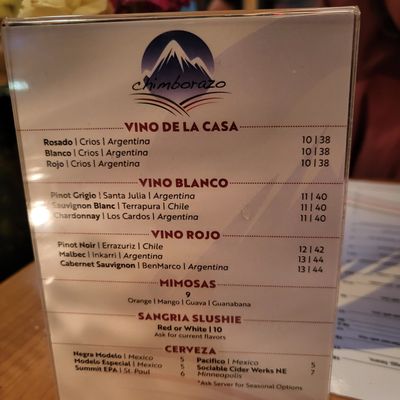 chimborazo
VINO DE LA CASA
Rosado | Crios | Argentina 10 | 38
Blanco | Crios | Argentina 10 | 38
Rojo | Crios | Argentina 10 | 38
VINO BLANCO
Pinot Grigio | Santa Julia | Argentina 11 | 40
Sauvignon Blanc | Terrapura | Chile 11 | 40
Chardonnay | Los Cardos | Argentina 11 | 40
VINO ROJO
Pinot Noir | Errazuriz | Chile 12 | 42
Malbec | Inkarri | Argentina 13 | 44
Cabernet Sauvignon | BenMarco | Argentina 13 | 44
MIMOSAS
9
Orange | Mango | Guava | Guanabana
SANGRIA SLUSHIE
Red or White | 10
Ask for current flavors
CERVEZA
Negra Modelo | Mexico 5
Modelo Especial | Mexico 5
Summit EPA | St. Paul 6
Pacifico | Mexico 5
Sociable Cider Werks NE 7
Minneapolis
*Ask Server for Seasonal Options